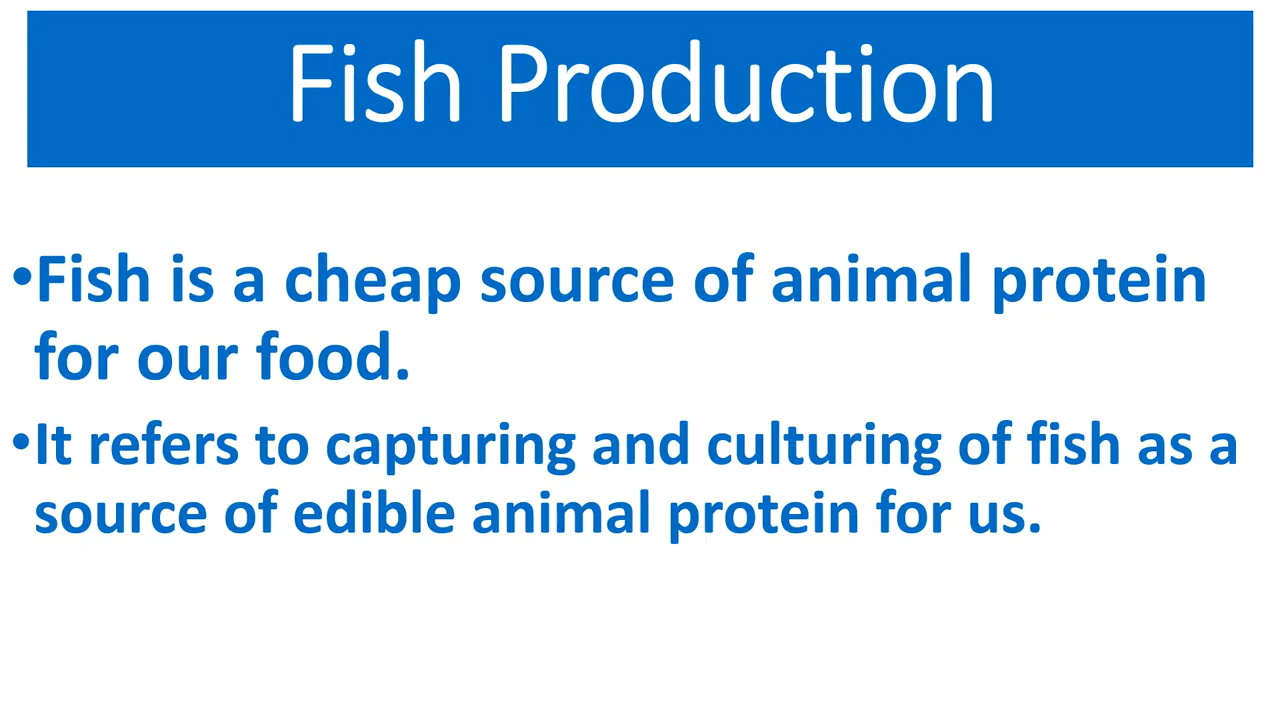 Fish Production
•Fish is a cheap source of animal protein
for our food.
•It refers to capturing and culturing of fish as a
source of edible animal protein for us.